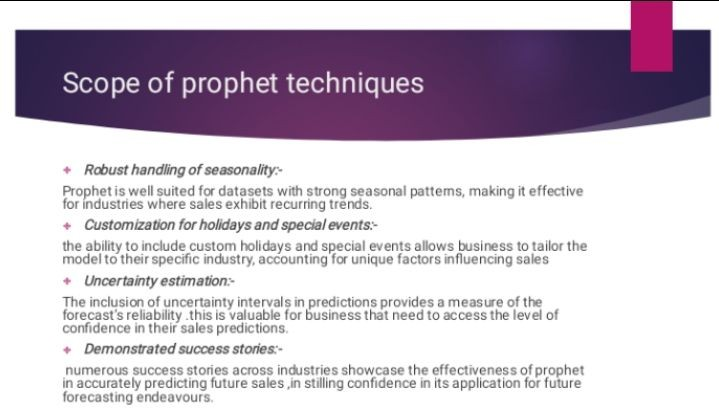 Scope of prophet techniques
Robust handling of seasonality:-
Prophet is well suited for datasets with strong seasonal patterns, making it effective
for industries where sales exhibit recurring trends.
Customization for holidays and special events:-
the ability to include custom holidays and special events allows business to tailor the
model to their specific industry, accounting for unique factors influencing sales
Uncertainty estimation:-
The inclusion of uncertainty intervals in predictions provides a measure of the
forecast's reliability .this is valuable for business that need to access the level of
confidence in their sales predictions.
Demonstrated success stories:-
numerous success stories across industries showcase the effectiveness of prophet
in accurately predicting future sales ,in stilling confidence in its application for future
forecasting endeavours.